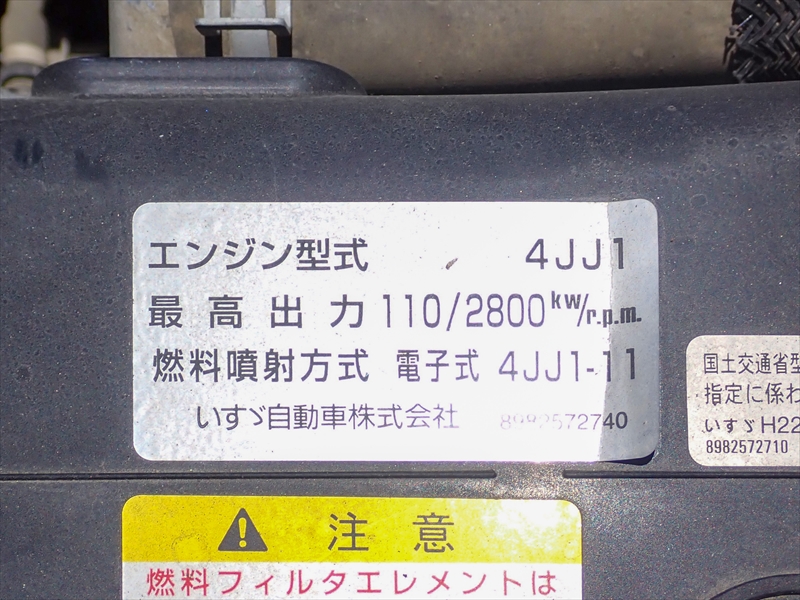 エンジン型式 4JJ1
最高出力 110/2800kw/r.p.m.
燃料噴射方式 電子式 4JJ1-11
いすゞ自動車株式会社 8982572740
国土交通省型
指定に係わ
いすゞH22
8982572710
注意
燃料フィルタエレメントは